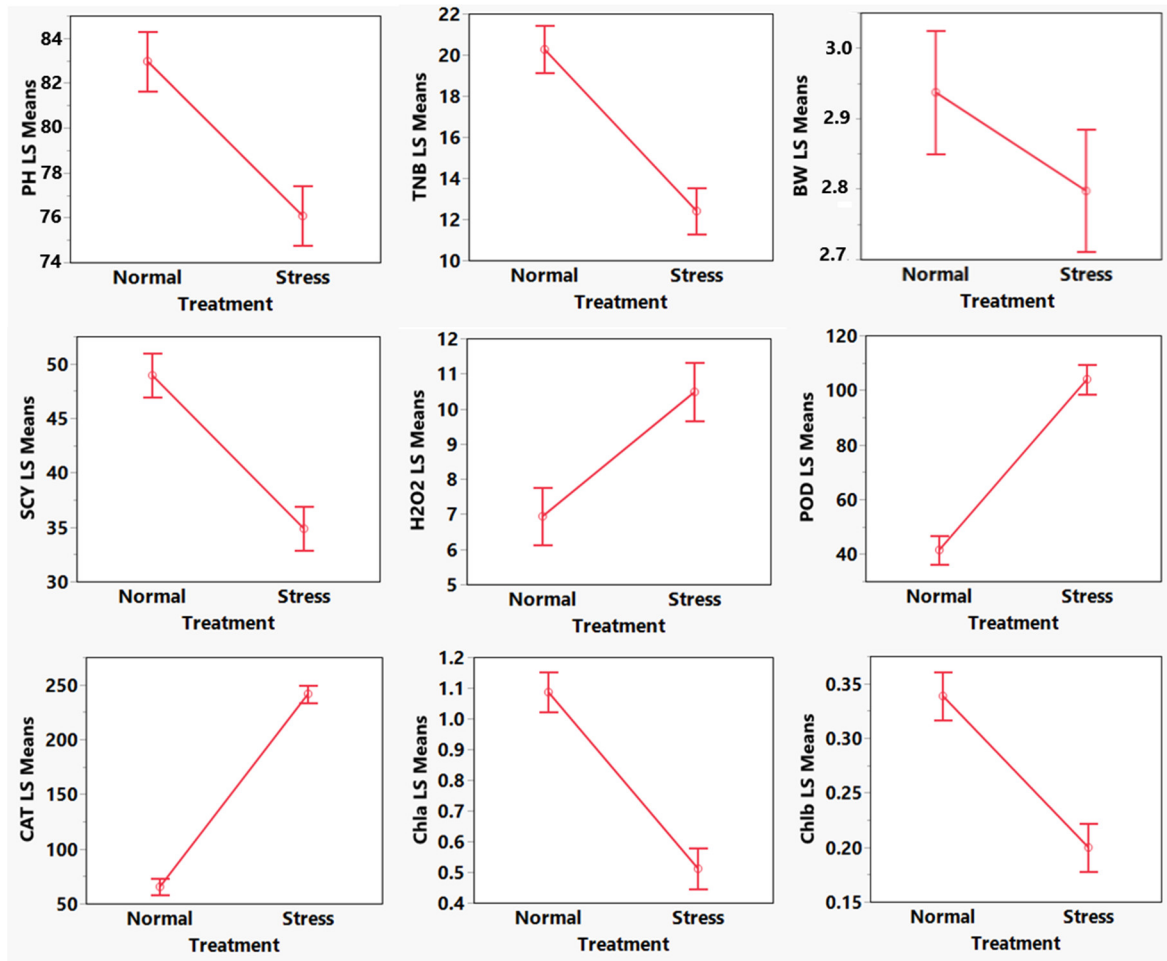 PH LS Means
84
82
80
78
76
74
Normal Stress
Treatment
TNB LS Means
22
20
18
16
14
12
10
Normal Stress
Treatment
BW LS Means
3.0
2.9
2.8
2.7
Normal Stress
Treatment
SCY LS Means
50
45
40
35
30
Normal Stress
Treatment
H2O2 LS Means
12
11
10
9
8
7
6
5
Normal Stress
Treatment
POD LS Means
120
100
80
60
40
Normal Stress
Treatment
CAT LS Means
250
200
150
100
50
Normal Stress
Treatment
Chla LS Means
1.2
1.1
1.0
0.9
0.8
0.7
0.6
0.5
0.4
Normal Stress
Treatment
Chlb LS Means
0.35
0.30
0.25
0.20
0.15
Normal Stress
Treatment